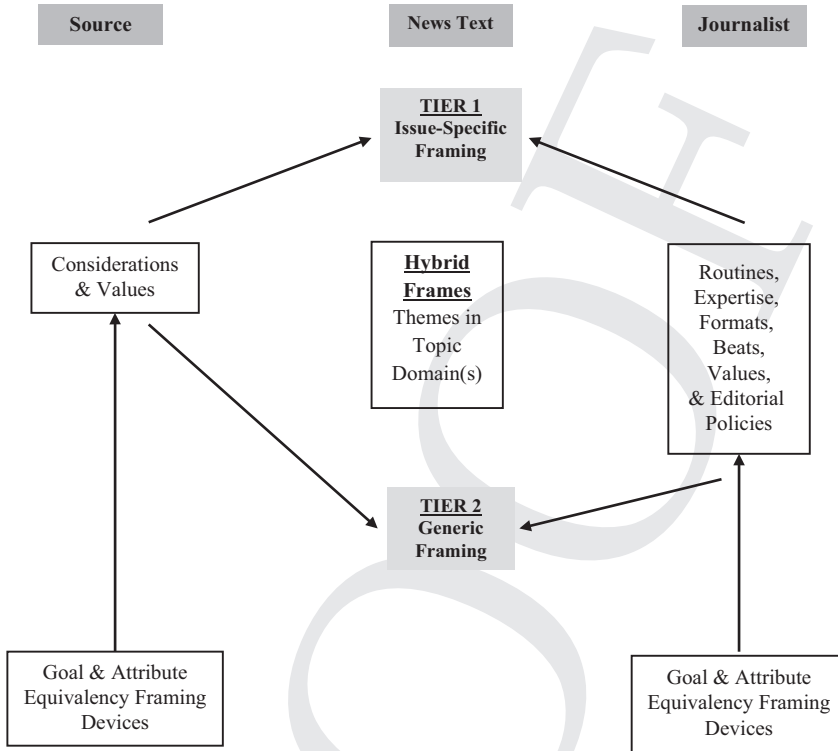 Source
News Text
Journalist
TIER 1
Issue-Specific
Framing
Considerations
& Values
Hybrid
Frames
Themes in
Topic
Domain(s)
Routines,
Expertise,
Formats,
Beats,
Values,
& Editorial
Policies
TIER 2
Generic
Framing
Goal & Attribute
Equivalency Framing
Devices
Goal & Attribute
Equivalency Framing
Devices